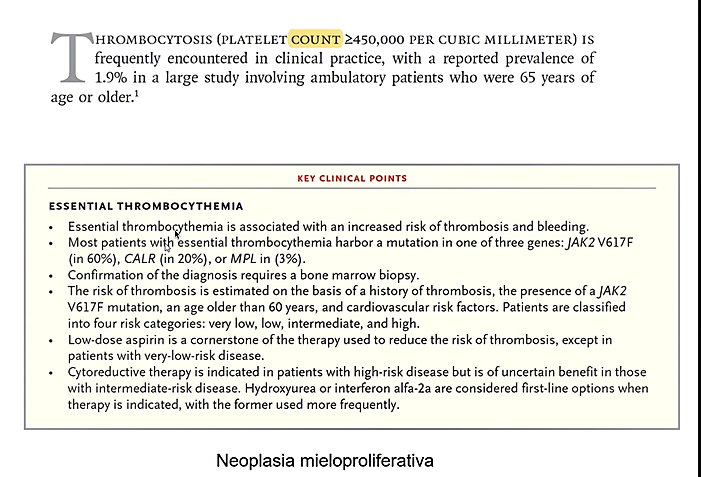 THROMBOCYTOSIS (PLATELET COUNT ≥450,000 PER CUBIC MILLIMETER) IS
frequently encountered in clinical practice, with a reported prevalence of
1.9% in a large study involving ambulatory patients who were 65 years of
age or older.¹
KEY CLINICAL POINTS
ESSENTIAL THROMBOCYTHEMIA
• Essential thrombocythemia is associated with an increased risk of thrombosis and bleeding.
• Most patients with essential thrombocythemia harbor a mutation in one of three genes: JAK2 V617F
(in 60%), CALR (in 20%), or MPL in (3%).
• Confirmation of the diagnosis requires a bone marrow biopsy.
• The risk of thrombosis is estimated on the basis of a history of thrombosis, the presence of a JAK2
V617F mutation, an age older than 60 years, and cardiovascular risk factors. Patients are classified
into four risk categories: very low, low, intermediate, and high.
• Low-dose aspirin is a cornerstone of the therapy used to reduce the risk of thrombosis, except in
patients with very-low-risk disease.
• Cytoreductive therapy is indicated in patients with high-risk disease but is of uncertain benefit in those
with intermediate-risk disease. Hydroxyurea or interferon alfa-2a are considered first-line options when
therapy is indicated, with the former used more frequently.
Neoplasia mieloproliferativa